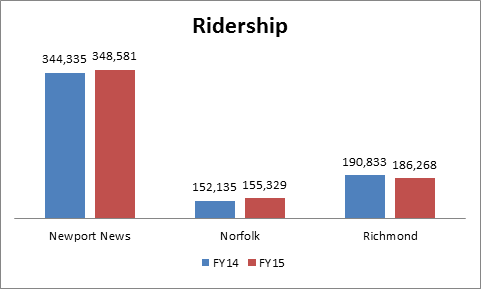 Ridership
344,335 348,581
152,135 155,329
190,833 186,268
Newport News Norfolk Richmond
FY14 FY15